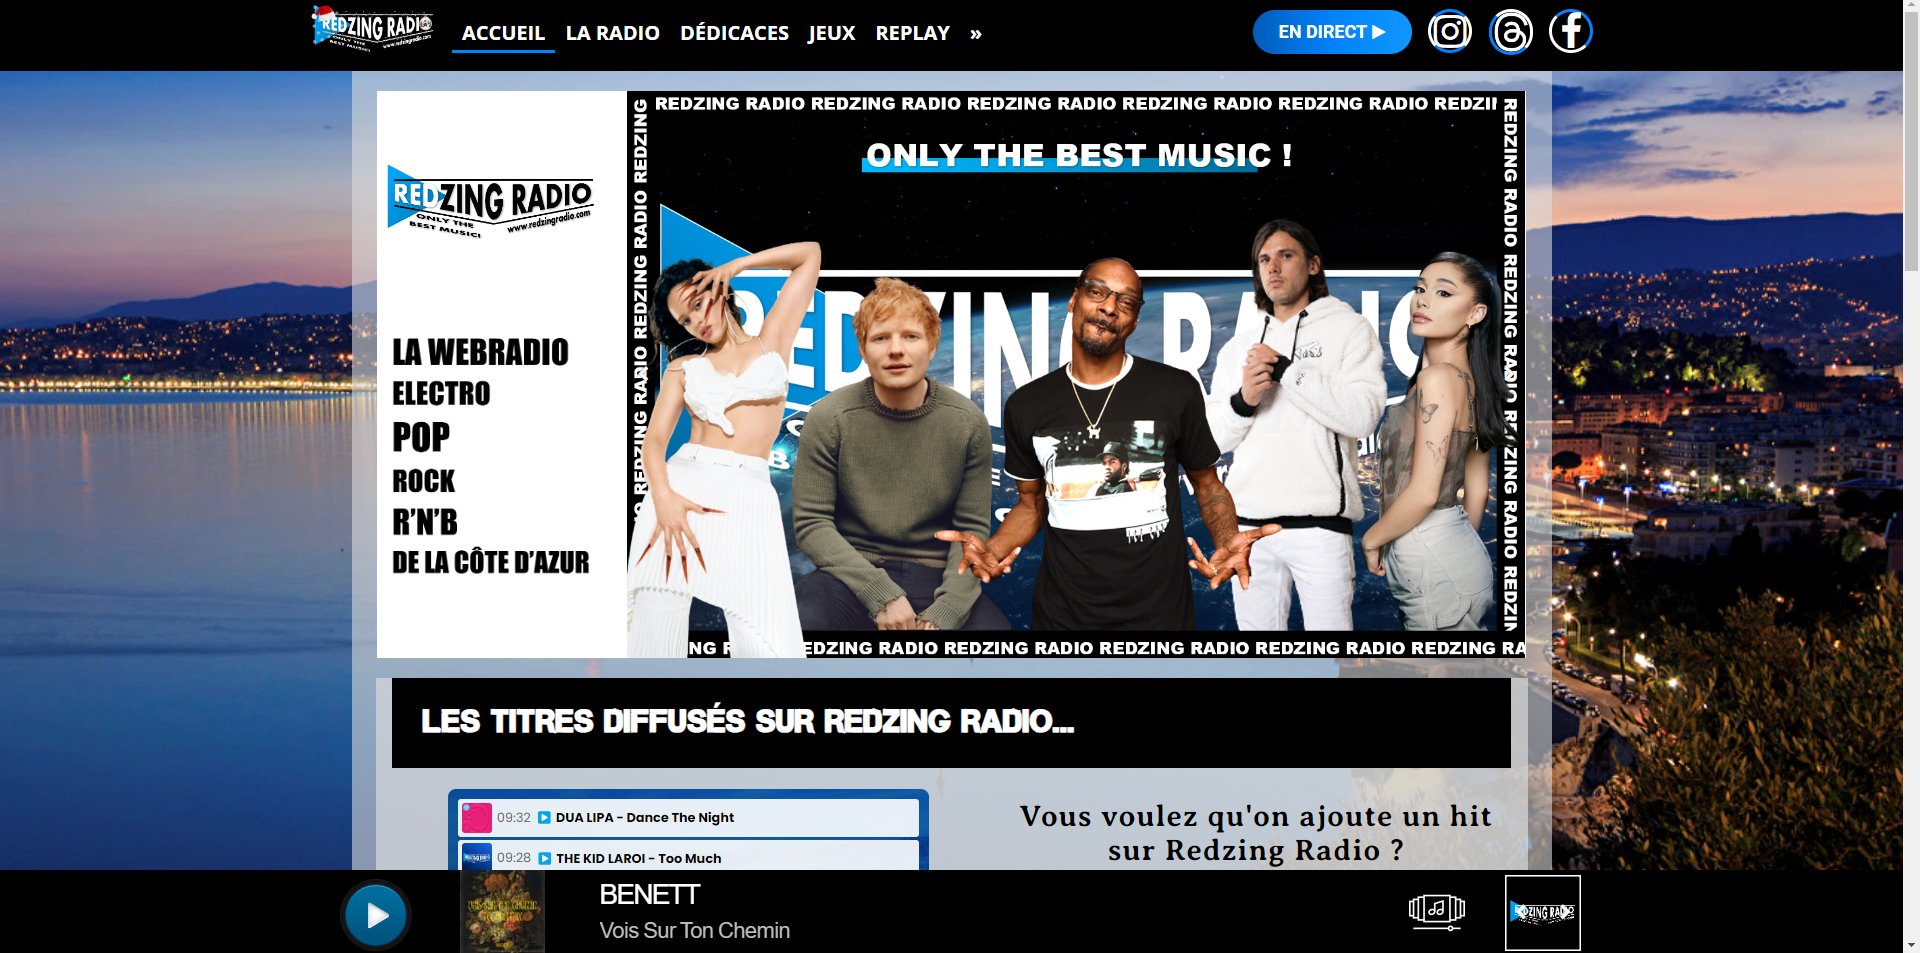 REDZING RADIO
ONLY THE
BEST MUSIC!
www.redzingradio.com
ACCUEIL
LA RADIO
DÉDICACES
JEUX
REPLAY
»
EN DIRECT
REDZING RADIO
ONLY THE
BEST MUSIC!
www.redzingradio.com
LA WEBRADIO
ELECTRO
POP
ROCK
R'N'B
DE LA CÔTE D'AZUR
REDZING RADIO REDZING RADIO REDZING RADIO REDZING RADIO REDZING RADIO REDZI
ONLY THE BEST MUSIC !
REDZING RADIO REDZING RADIO REDZING RADIO REDZING
REDZING RADIO REDZING RADIO REDZING RADIO REDZIN
EDZING RADIO REDZING RADIO REDZING RADIO REDZING RADIO REDZING RA
LES TITRES DIFFUSÉS SUR REDZING RADIO...
09:32 DUA LIPA - Dance The Night
09:28 THE KID LAROI - Too Much
Vous voulez qu'on ajoute un hit
sur Redzing Radio ?
BENETT
Vois Sur Ton Chemin
REDZING RADIO